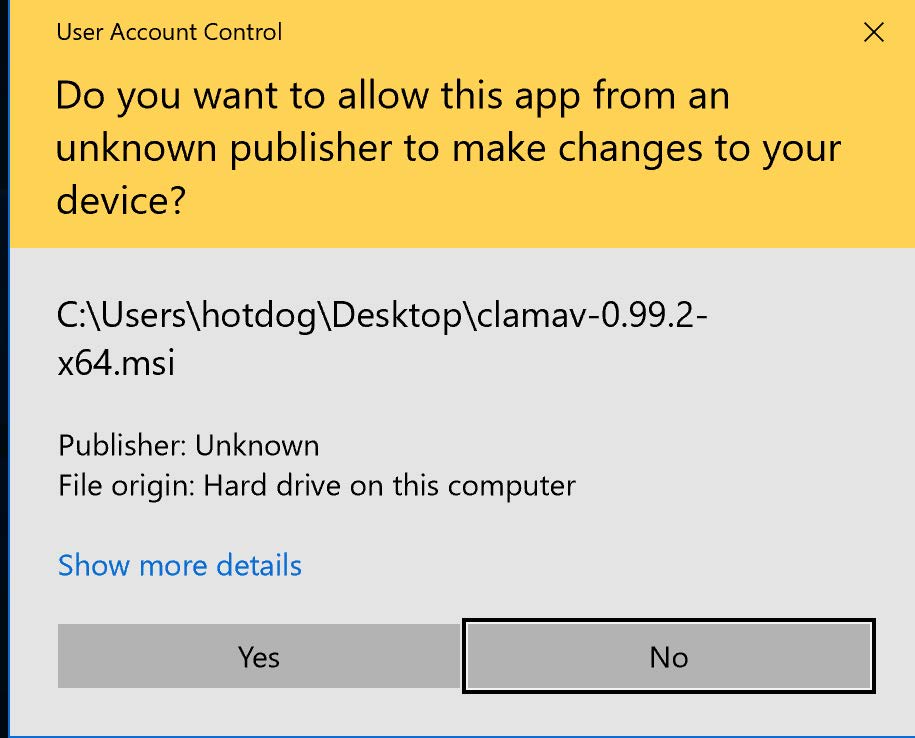 User Account Control
Do you want to allow this app from an
unknown publisher to make changes to your
device?
C:\Users\hotdog\Desktop\clamav-0.99.2-
x64.msi
Publisher: Unknown
File origin: Hard drive on this computer
Show more details
Yes
No